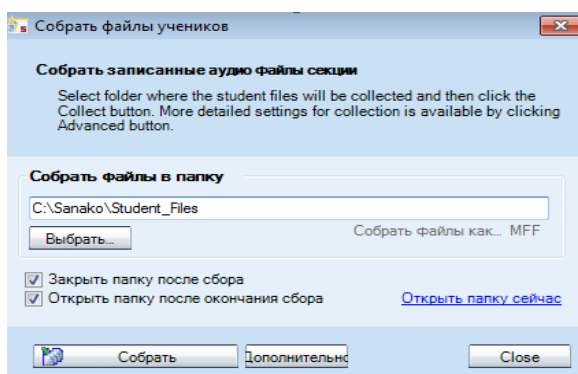 Собрать файлы учеников
Собрать записанные аудио файлы секции
Select folder where the student files will be collected and then click the
Collect button. More detailed settings for collection is available by clicking
Advanced button.
Собрать файлы в папку
C:\Sanako\Student_Files
Выбрать...
Собрать файлы как... MFF
Закрыть папку после сбора
Открыть папку после окончания сбора
Открыть папку сейчас
Собрать
Дополнительно
Close